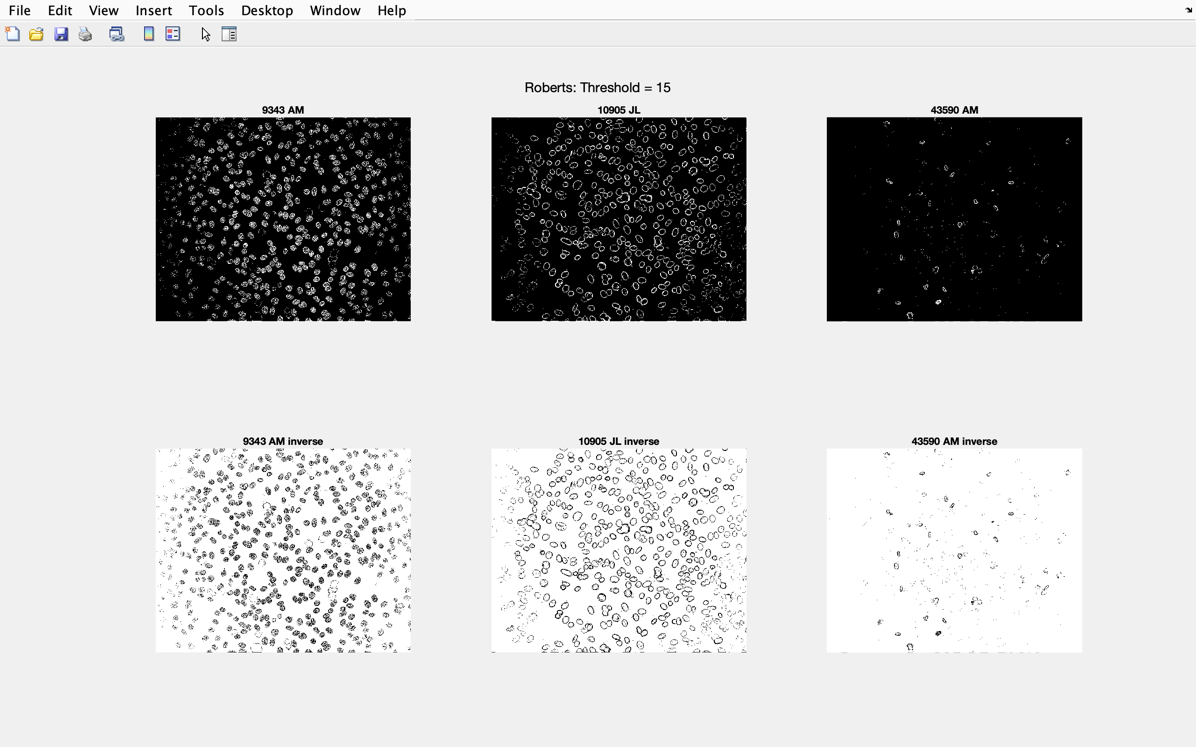 File Edit View Insert Tools Desktop Window Help
Roberts: Threshold = 15
9343 AM
10905 JL
43590 AM
9343 AM inverse
10905 JL inverse
43590 AM inverse